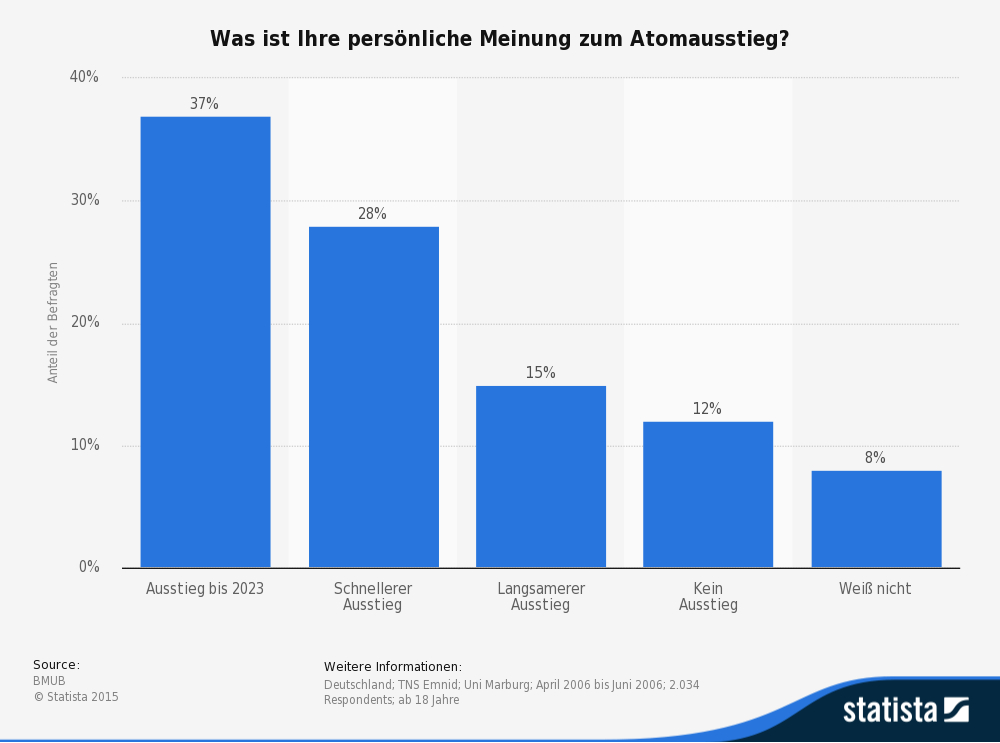 Was ist Ihre persönliche Meinung zum Atomausstieg?
40%
30%
20%
10%
0%
Anteil der Befragten
37%
28%
15%
12%
8%
Ausstieg bis 2023
Schnellerer
Ausstieg
Langsamerer
Ausstieg
Kein
Ausstieg
Weiß nicht
Source:
BMUB
© Statista 2015
Weitere Informationen:
Deutschland; TNS Emnid; Uni Marburg; April 2006 bis Juni 2006; 2.034
Respondents; ab 18 Jahre
statista